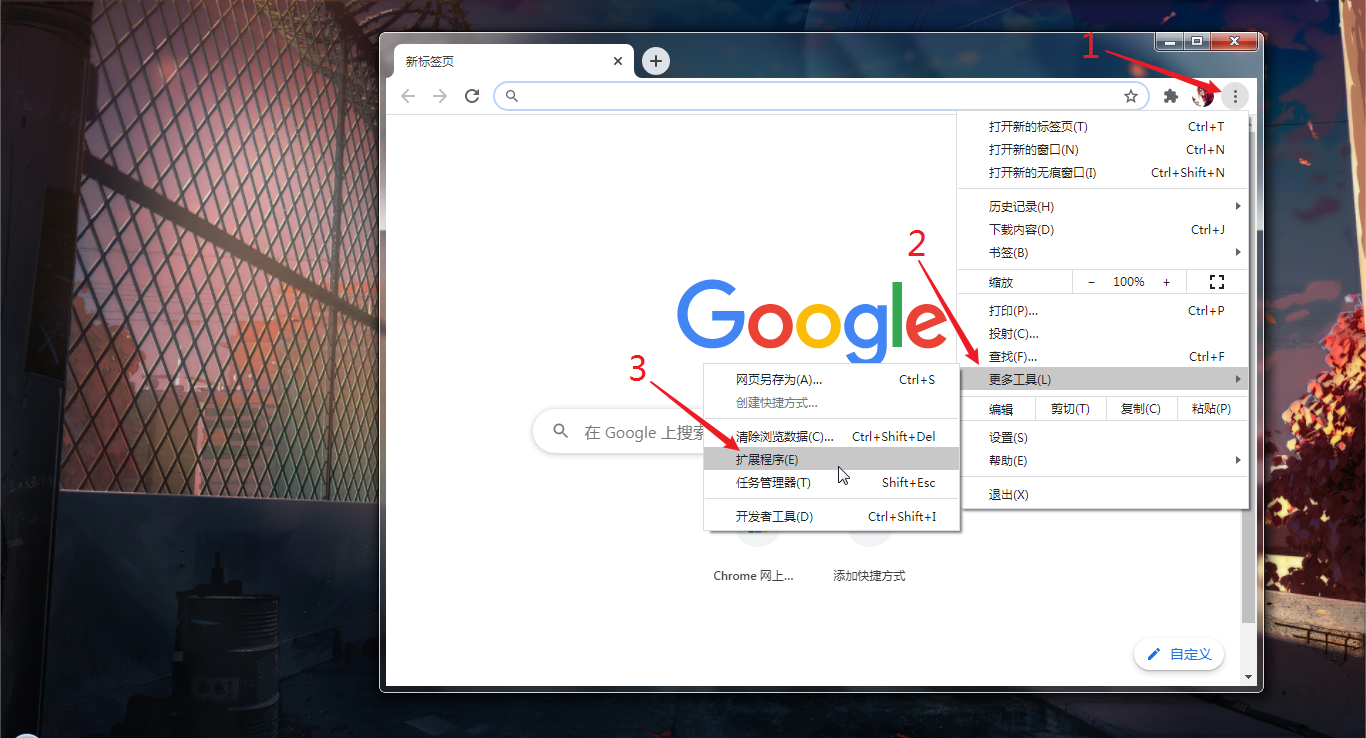 1
新标签页
打开新的标签页(T) Ctrl+T
打开新的窗口(N) Ctrl+N
打开新的无痕窗口(I) Ctrl+Shift+N
历史记录(H)
下载内容(D) Ctrl+J
书签(B)
2
缩放 − 100% +
打印(P)... Ctrl+P
投射(C)...
查找(F)... Ctrl+F
更多工具(L)
编辑 剪切(T) 复制(C) 粘贴(P)
设置(S)
帮助(E)
退出(X)
Google
3
网页另存为(A)... Ctrl+S
创建快捷方式...
清除浏览数据(C)... Ctrl+Shift+Del
扩展程序(E)
任务管理器(T) Shift+Esc
开发者工具(D) Ctrl+Shift+I
在 Google 上搜索
Chrome 网上... 添加快捷方式
自定义